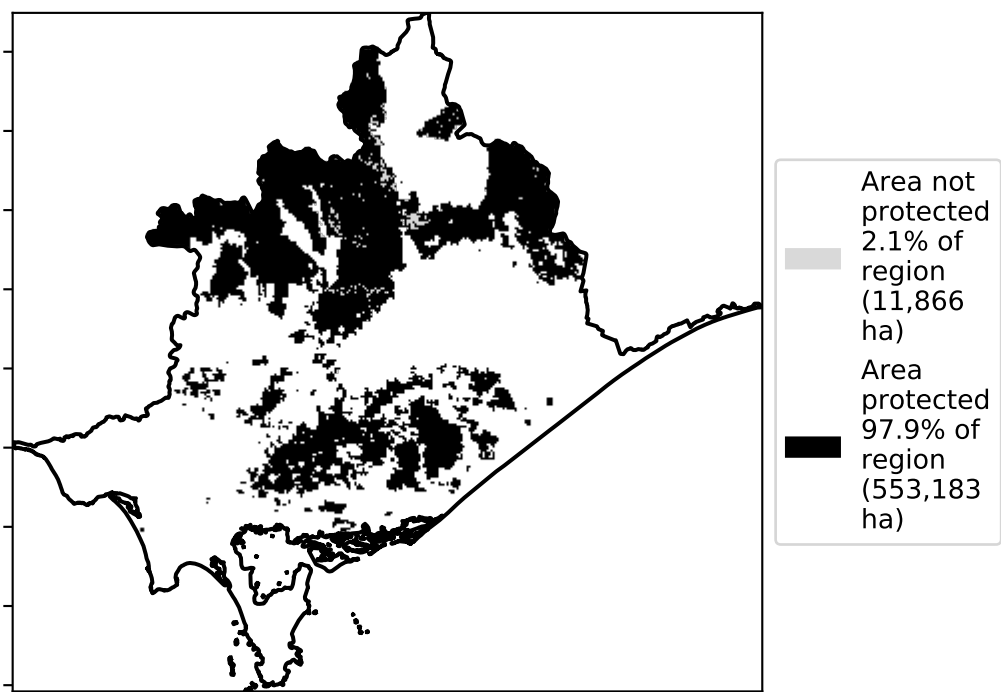 Area not
protected
2.1% of
region
(11,866
ha)
Area
protected
97.9% of
region
(553,183
ha)